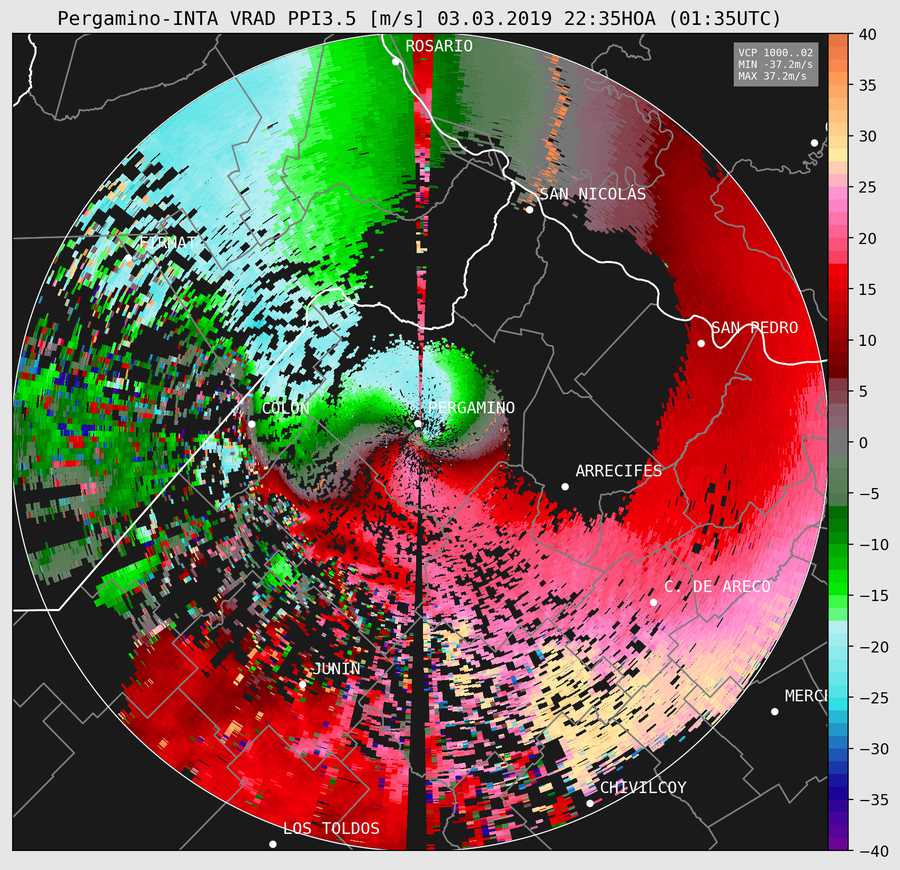 Pergamino-INTA VRAD PPI3.5 [m/s] 03.03.2019 22:35HOA (01:35UTC)
VCP 1000..02
MIN -37.2m/s
MAX 37.2m/s
ROSARIO
SAN NICOLÁS
FIRMAT
SAN PEDRO
COLÓN
PERGAMINO
ARRECIFES
C. DE ARECO
JUNÍN
MERC
CHIVILCOY
LOS TOLDOS
40
35
30
25
20
15
10
5
0
−5
−10
−15
−20
−25
−30
−35
−40